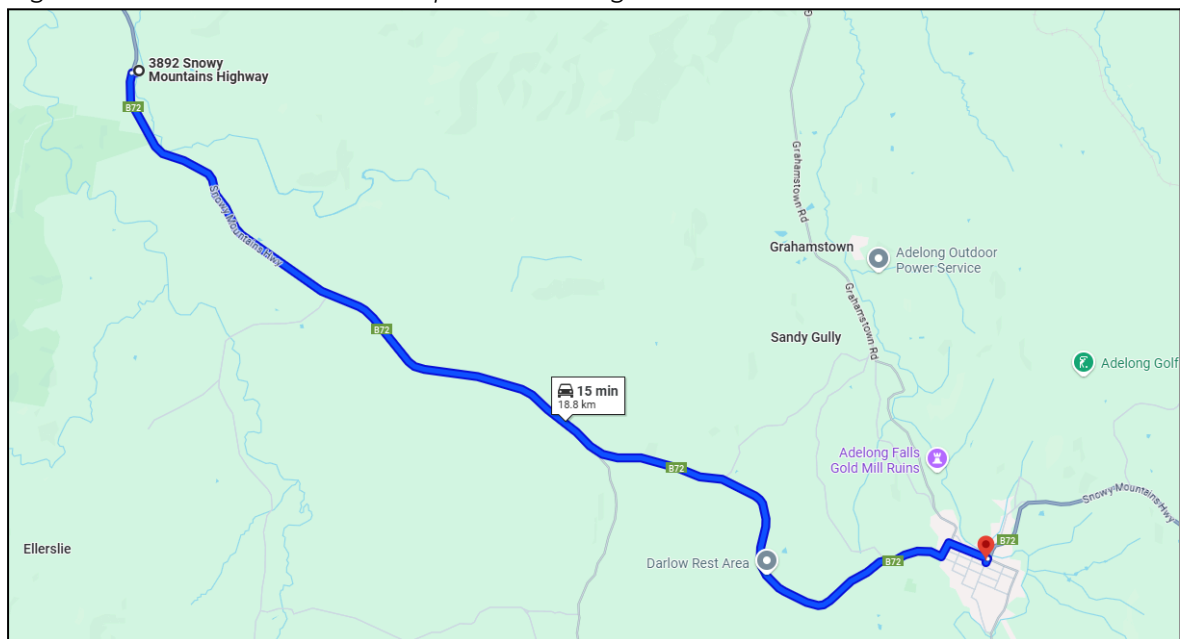 3892 Snowy
Mountains Highway
B72
Snowy Mountains Hwy
B72
15 min
18.8 km
B72
Grahamstown Rd
Grahamstown
Adelong Outdoor
Power Service
Grahamstown Rd
Sandy Gully
Adelong Golf
Adelong Falls
Gold Mill Ruins
Snowy Mountains Hwy
B72
Ellerslie
Darlow Rest Area
B72